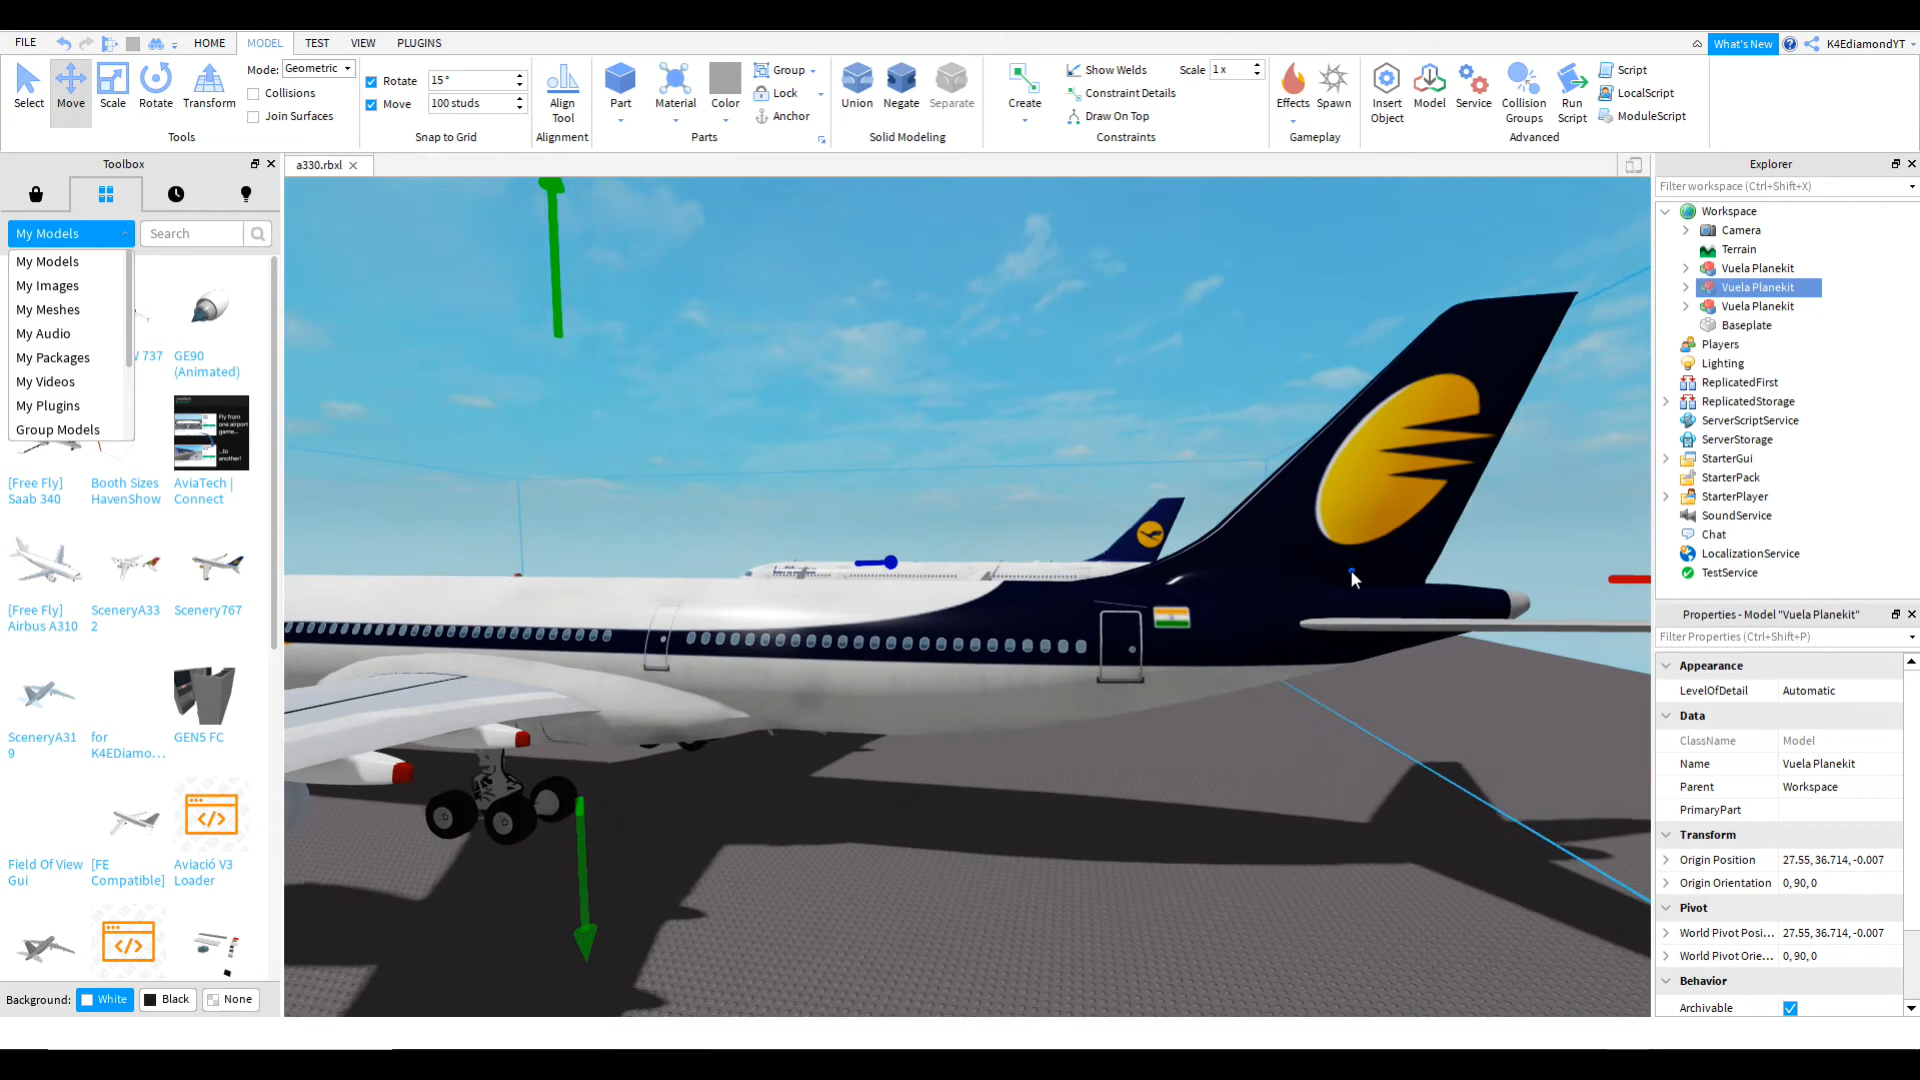 FILE
HOME
MODEL
TEST
VIEW
PLUGINS
What's New
K4EDiamondYT
Select
Move
Scale
Rotate
Transform
Mode:
Geometric
Collisions
Join Surfaces
Tools
Rotate
15°
Move
100 studs
Snap to Grid
Align
Tool
Alignment
Part
Material
Color
Group
Lock
Anchor
Parts
Union
Negate
Separate
Solid Modeling
Create
Show Welds
Constraint Details
Draw On Top
Scale
1 x
Constraints
Effects
Spawn
Gameplay
Insert
Object
Model
Service
Collision
Groups
Run
Script
Script
LocalScript
ModuleScript
Advanced
Toolbox
My Models
Search
My Models
My Images
My Meshes
My Audio
My Packages
My Videos
My Plugins
Group Models
737
GE90
(Animated)
[Free Fly]
Saab 340
Booth Sizes
HavenShow
AviaTech |
Connect
Fly from
one airport
game...
...to
another!
[Free Fly]
Airbus A310
SceneryA33
2
Scenery767
SceneryA31
9
for
K4EDiamo...
GEN5 FC
Field Of View
Gui
[FE
Compatible]
Aviació V3
Loader
Background:
White
Black
None
a330.rbxl
Explorer
Filter workspace (Ctrl+Shift+X)
Workspace
Camera
Terrain
Vuela Planekit
Vuela Planekit
Vuela Planekit
Baseplate
Players
Lighting
ReplicatedFirst
ReplicatedStorage
ServerScriptService
ServerStorage
StarterGui
StarterPack
StarterPlayer
SoundService
Chat
LocalizationService
TestService
Properties - Model "Vuela Planekit"
Filter Properties (Ctrl+Shift+P)
Appearance
LevelOfDetail
Automatic
Data
ClassName
Model
Name
Vuela Planekit
Parent
Workspace
PrimaryPart
Transform
Origin Position
27.55, 36.714, -0.007
Origin Orientation
0, 90, 0
Pivot
World Pivot Posi...
27.55, 36.714, -0.007
World Pivot Orie...
0, 90, 0
Behavior
Archivable